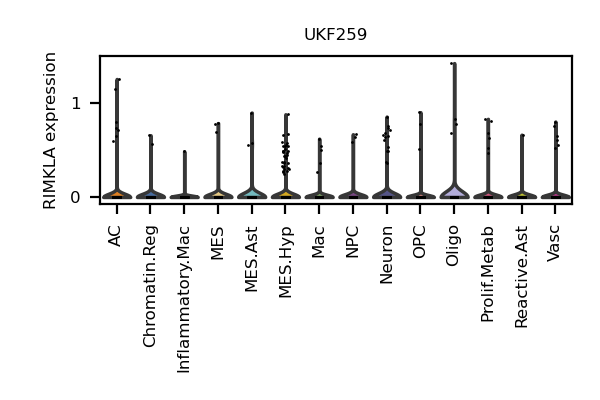 UKF259
RIMKLA expression
1
0
AC
Chromatin.Reg
Inflammatory.Mac
MES
MES.Ast
MES.Hyp
Mac
NPC
Neuron
OPC
Oligo
Prolif.Metab
Reactive.Ast
Vasc